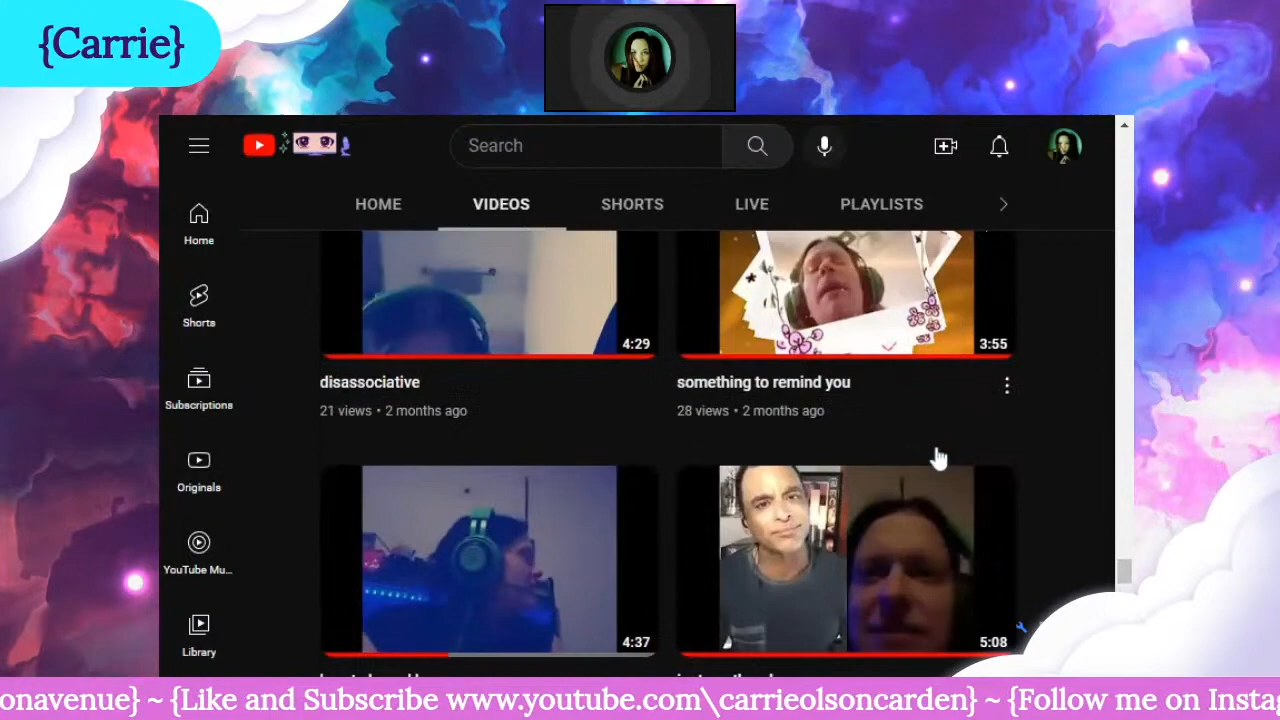 {Carrie}
Search
HOME
VIDEOS
SHORTS
LIVE
PLAYLISTS
Home
Shorts
Subscriptions
Originals
YouTube Mu...
Library
4:29
3:55
disassociative
something to remind you
21 views • 2 months ago
28 views • 2 months ago
4:37
5:08
onavenue} ~ {Like and Subscribe www.youtube.com\carrieolsoncarden} ~ {Follow me on Instag